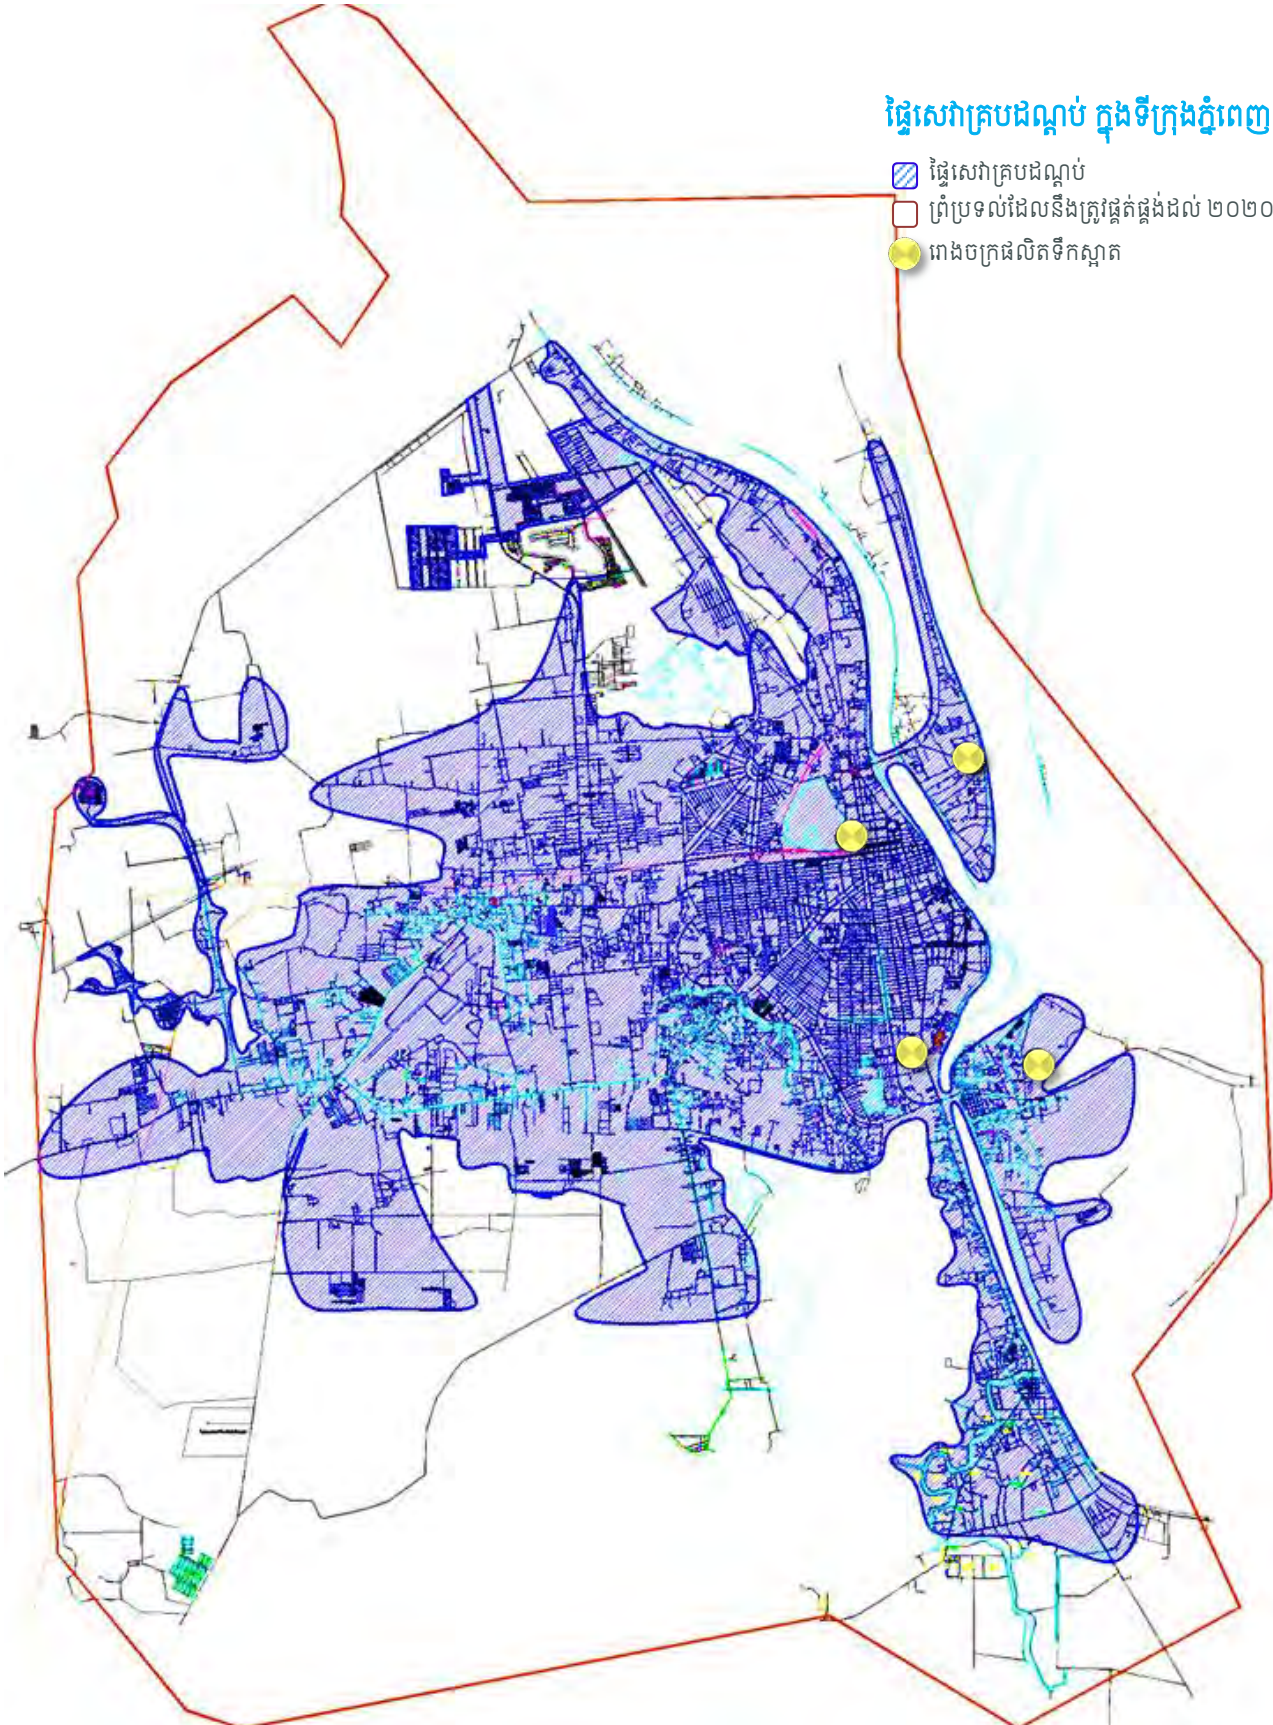 ផ្ទៃសេវាគ្របដណ្តប់ ក្នុងទីក្រុងភ្នំពេញ
ផ្ទៃសេវាគ្របដណ្តប់
ព្រំប្រទល់ដែលនឹងត្រូវផ្គត់ផ្គង់ដល់ ២០២០
រោងចក្រផលិតទឹកស្អាត